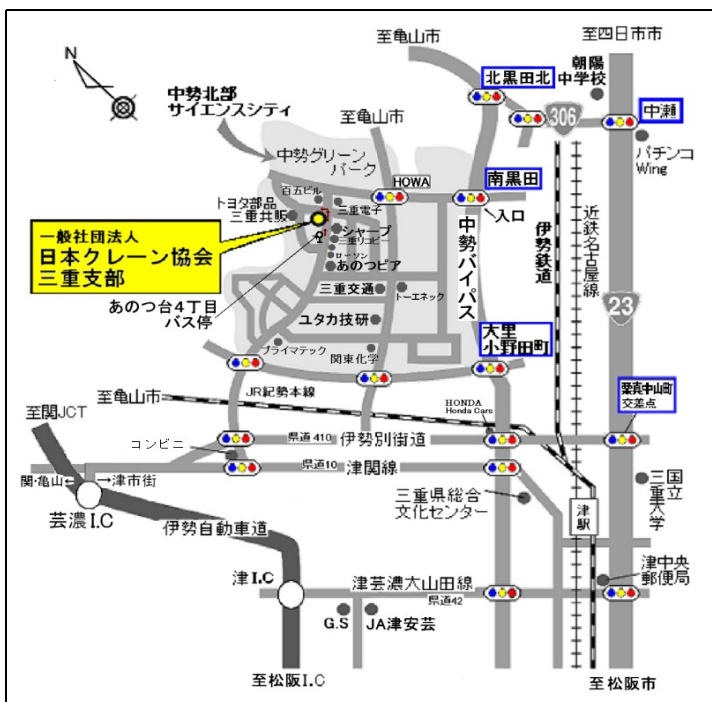 至四日市市
至亀山市
N
朝陽
中学校
北黒田北
中勢北部
サイエンスシティ
至亀山市
306
中瀬
パチンコ
Wing
中勢グリーン
パーク
HOWA
南黒田
百五ビル
トヨタ部品
三重共販
三重電子
入口
シャープ
三重リコピー
ローソン
あのつピア
一般社団法人
日本クレーン協会
三重支部
中勢バイパス
伊勢鉄道
近鉄名古屋線
あのつ台4丁目
バス停
三重交通
トーエネック
23
ユタカ技研
大里
小野田町
プライマテック
関東化学
JR紀勢本線
至亀山市
栗真中山町
交差点
至関JCT
HONDA
Honda Cars
コンビニ
県道410
伊勢別街道
県道10
津関線
関・亀山←
→津市街
芸濃I.C
伊勢自動車道
三重県総合
文化センター
津駅
国立
三重大学
津I.C
津芸濃大山田線
県道42
津中央
郵便局
G.S
JA津安芸
至松阪I.C
至松阪市